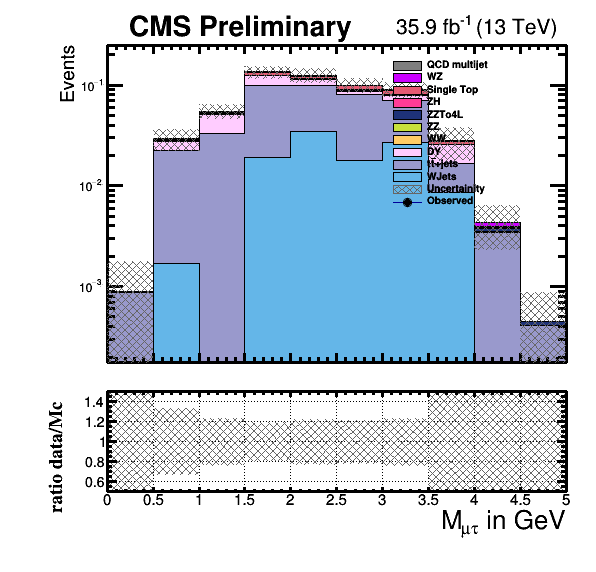 CMS Preliminary 35.9 fb⁻¹ (13 TeV)
Events
10⁻¹
10⁻²
10⁻³
QCD multijet
WZ
Single Top
ZH
ZZTo4L
ZZ
WW
DY
tt+jets
WJets
Uncertainity
Observed
ratio data/Mc
1.4
1.2
1
0.8
0.6
0 0.5 1 1.5 2 2.5 3 3.5 4 4.5 5
Mμτ in GeV